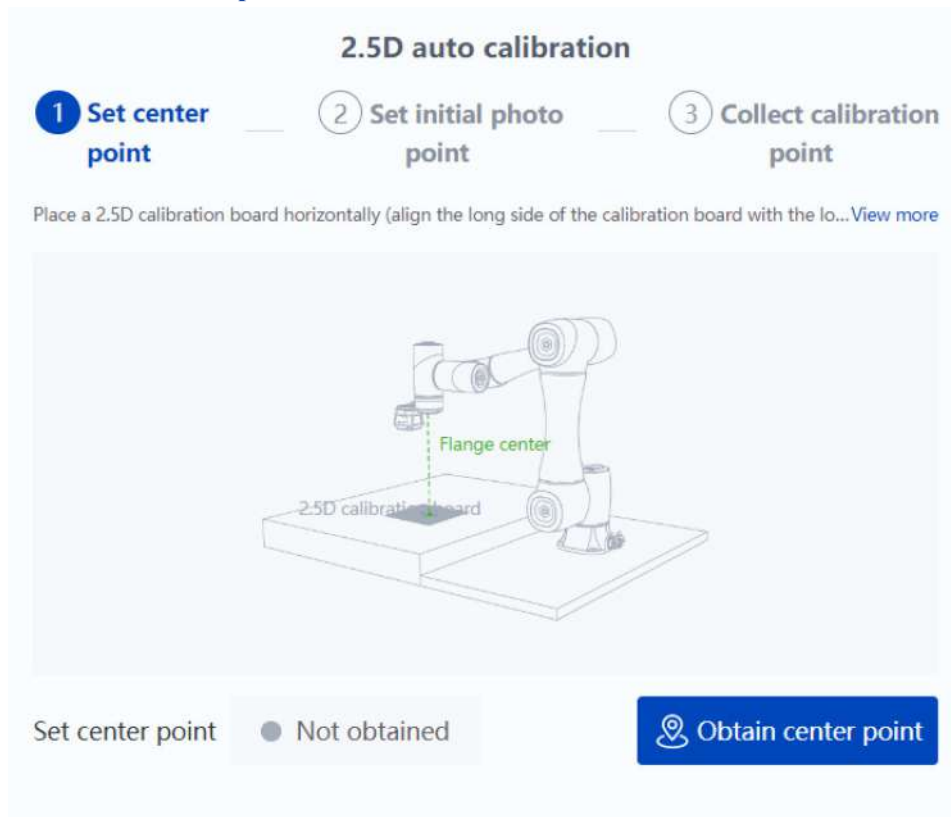 2.5D auto calibration
1 Set center point
2 Set initial photo point
3 Collect calibration point
Place a 2.5D calibration board horizontally (align the long side of the calibration board with the lo... View more
Flange center
2.5D calibration board
Set center point
Not obtained
Obtain center point